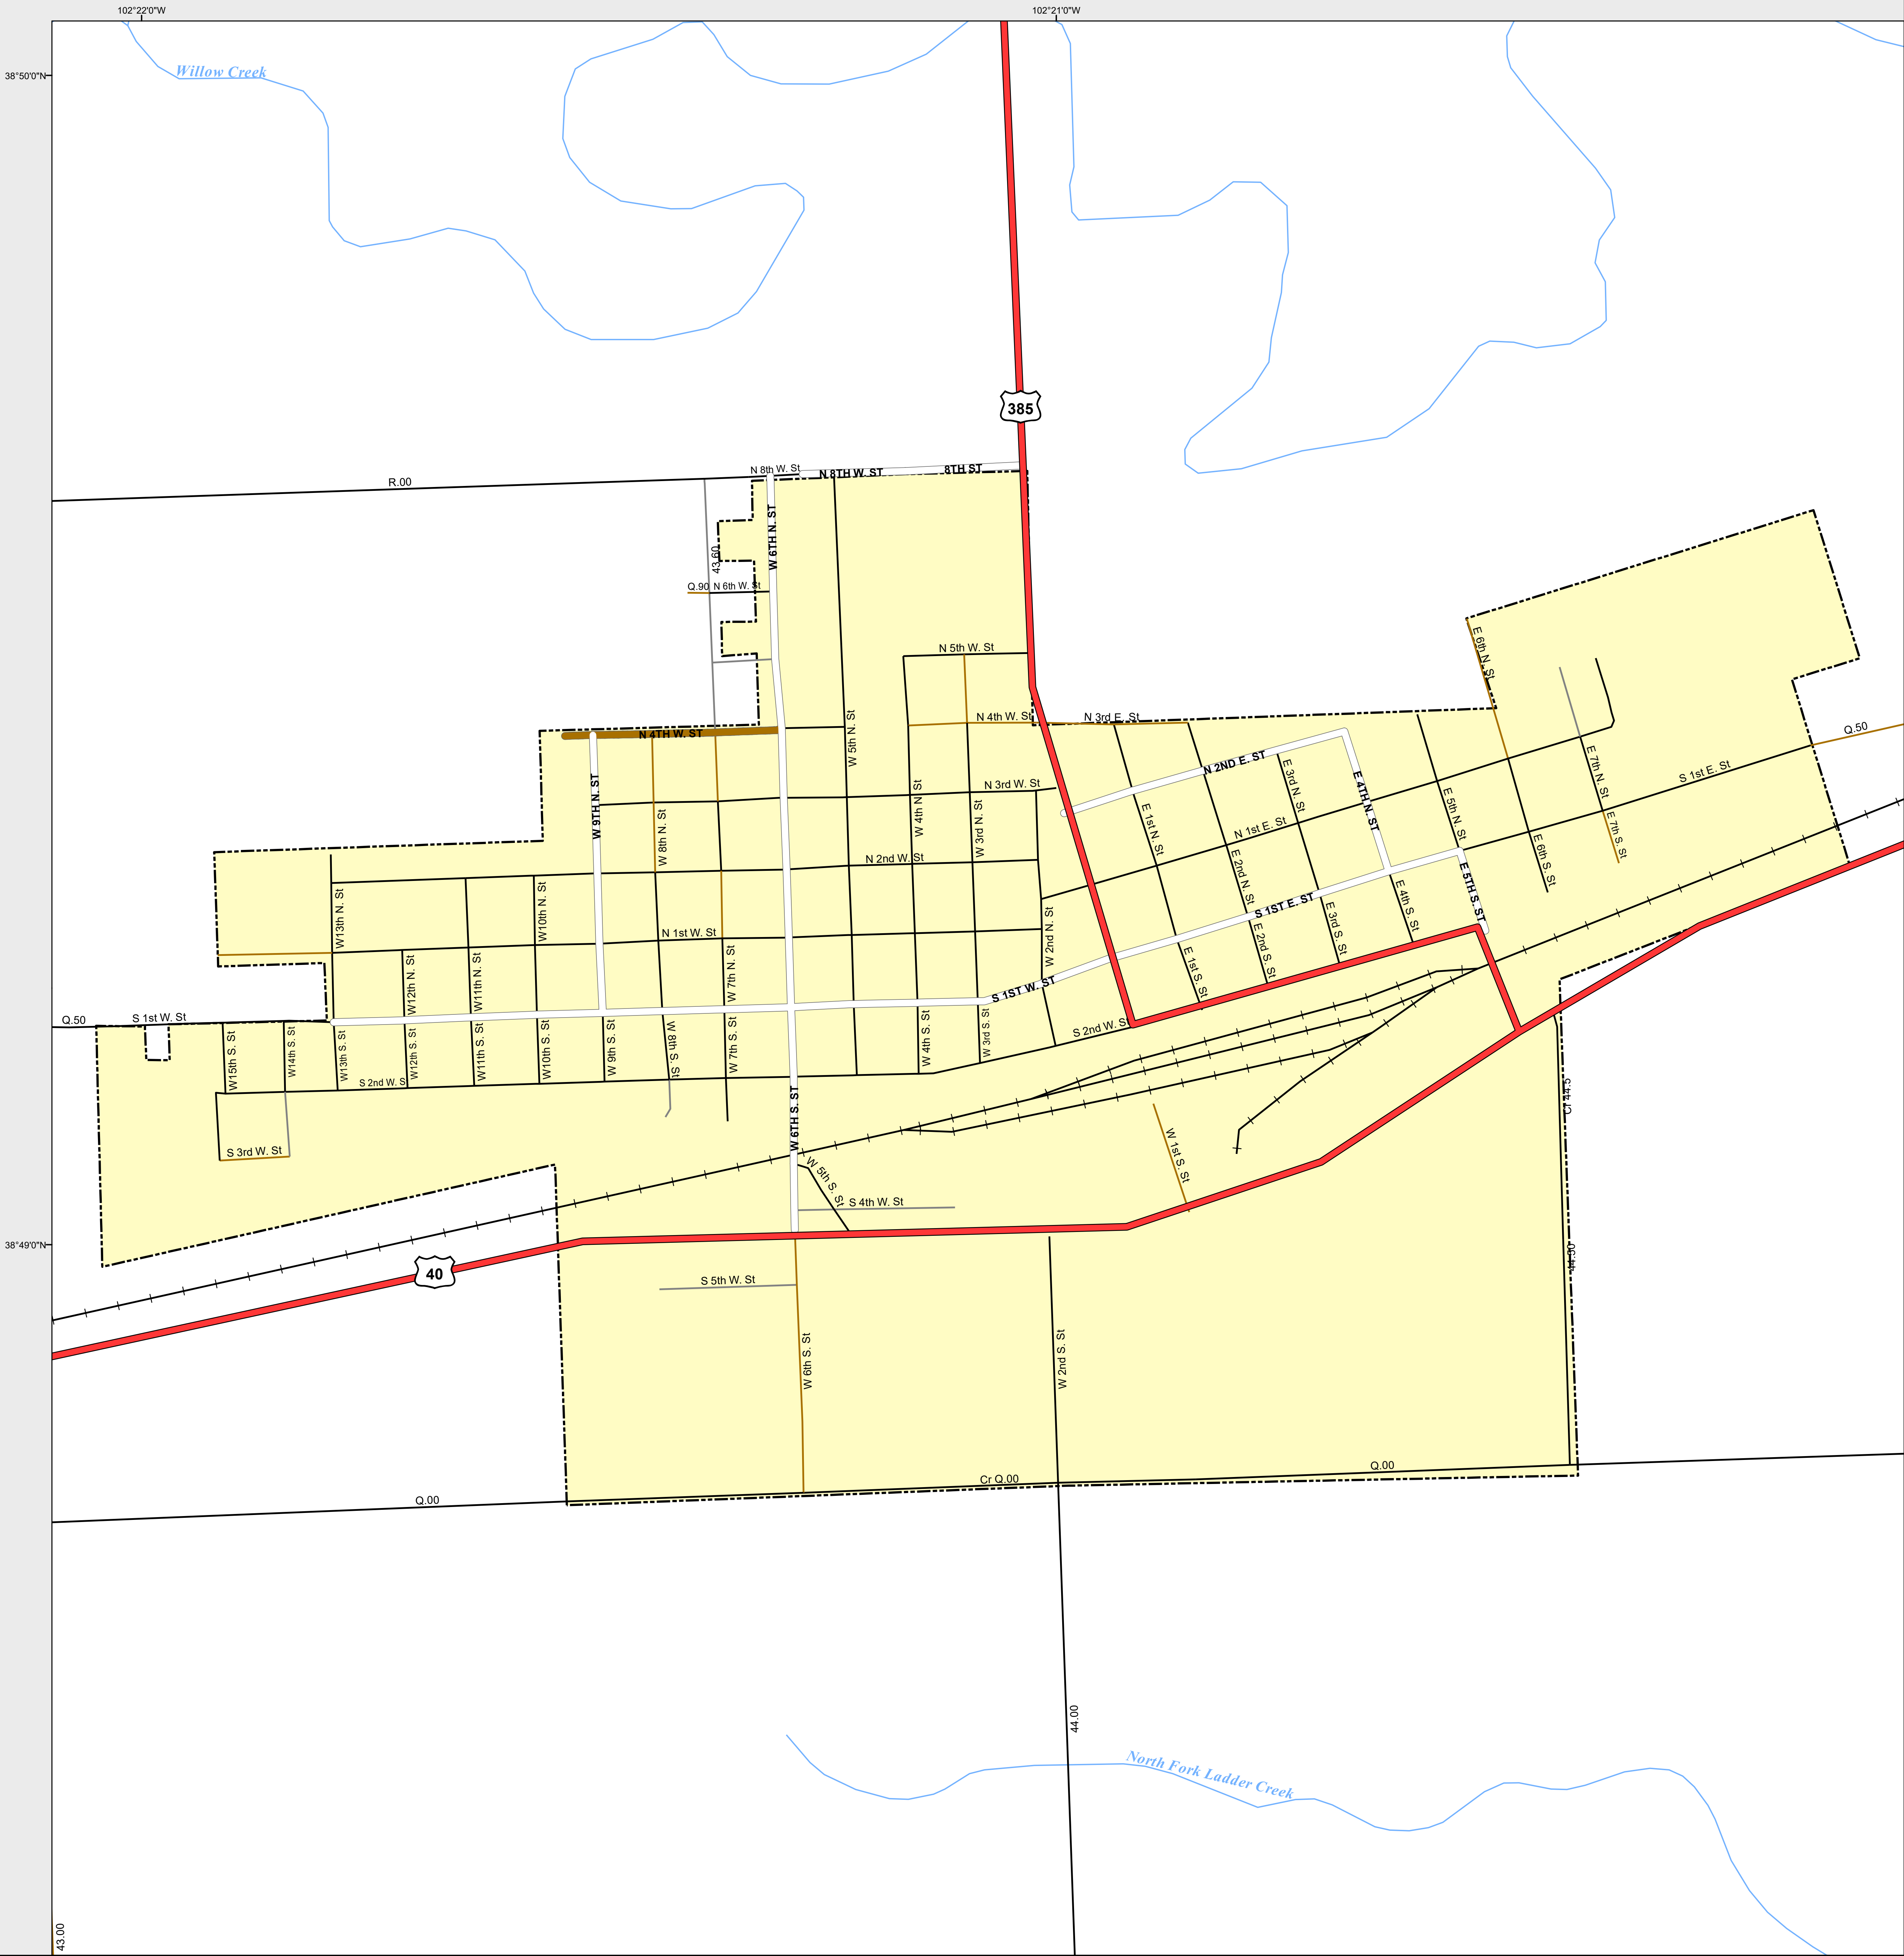 102°22'0"W
102°21'0"W
38°50'0"N
Willow Creek
385
N 8th W. St
N 8TH W. ST
8TH ST
R.00
W 6TH N. ST
43.60
Q.90
N 6th W. St
E 6th N. St
N 5th W. St
N 4th W. St
N 3rd E. St
N 4TH W. ST
W 5th N. St
Q.50
N 2ND E. ST
E 3rd N. St
E 7th N. St
S 1st E. St
W 9TH N. ST
N 3rd W. St
W 4th N. St
E 4TH N. ST
E 5th N. St
W 8th N. St
W 3rd N. St
E 1st N. St
N 1st E. St
E 7th S. St
N 2nd W. St
E 2nd N. St
E 6th S. St
W13th N. St
W10th N. St
E 5TH S. ST
E 4th S. St
S 1ST E. ST
E 3rd S. St
N 1st W. St
W 2nd N. St
E 2nd S. St
W12th N. St
W11th N. St
W 7th N. St
E 1st S. St
S 1ST W. ST
Q.50
S 1st W. St
S 2nd W. St
W15th S. St
W14th S. St
W13th S. St
W12th S. St
W11th S. St
W10th S. St
W 9th S. St
W 8th S St
W 7th S. St
W 4th S. St
W 3rd S. St
S 2nd W. S
Cr 44.5
W 6TH S. ST
S 3rd W. St
W 5th S. St
W 1st S. St
S 4th W. St
38°49'0"N
44.50
40
S 5th W. St
W 6th S. St
W 2nd S. St
Q.00
Cr Q.00
Q.00
44.00
North Fork Ladder Creek
43.00